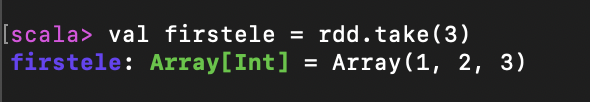 [scala> val firstele = rdd.take(3)
firstele: Array[Int] = Array(1, 2, 3)